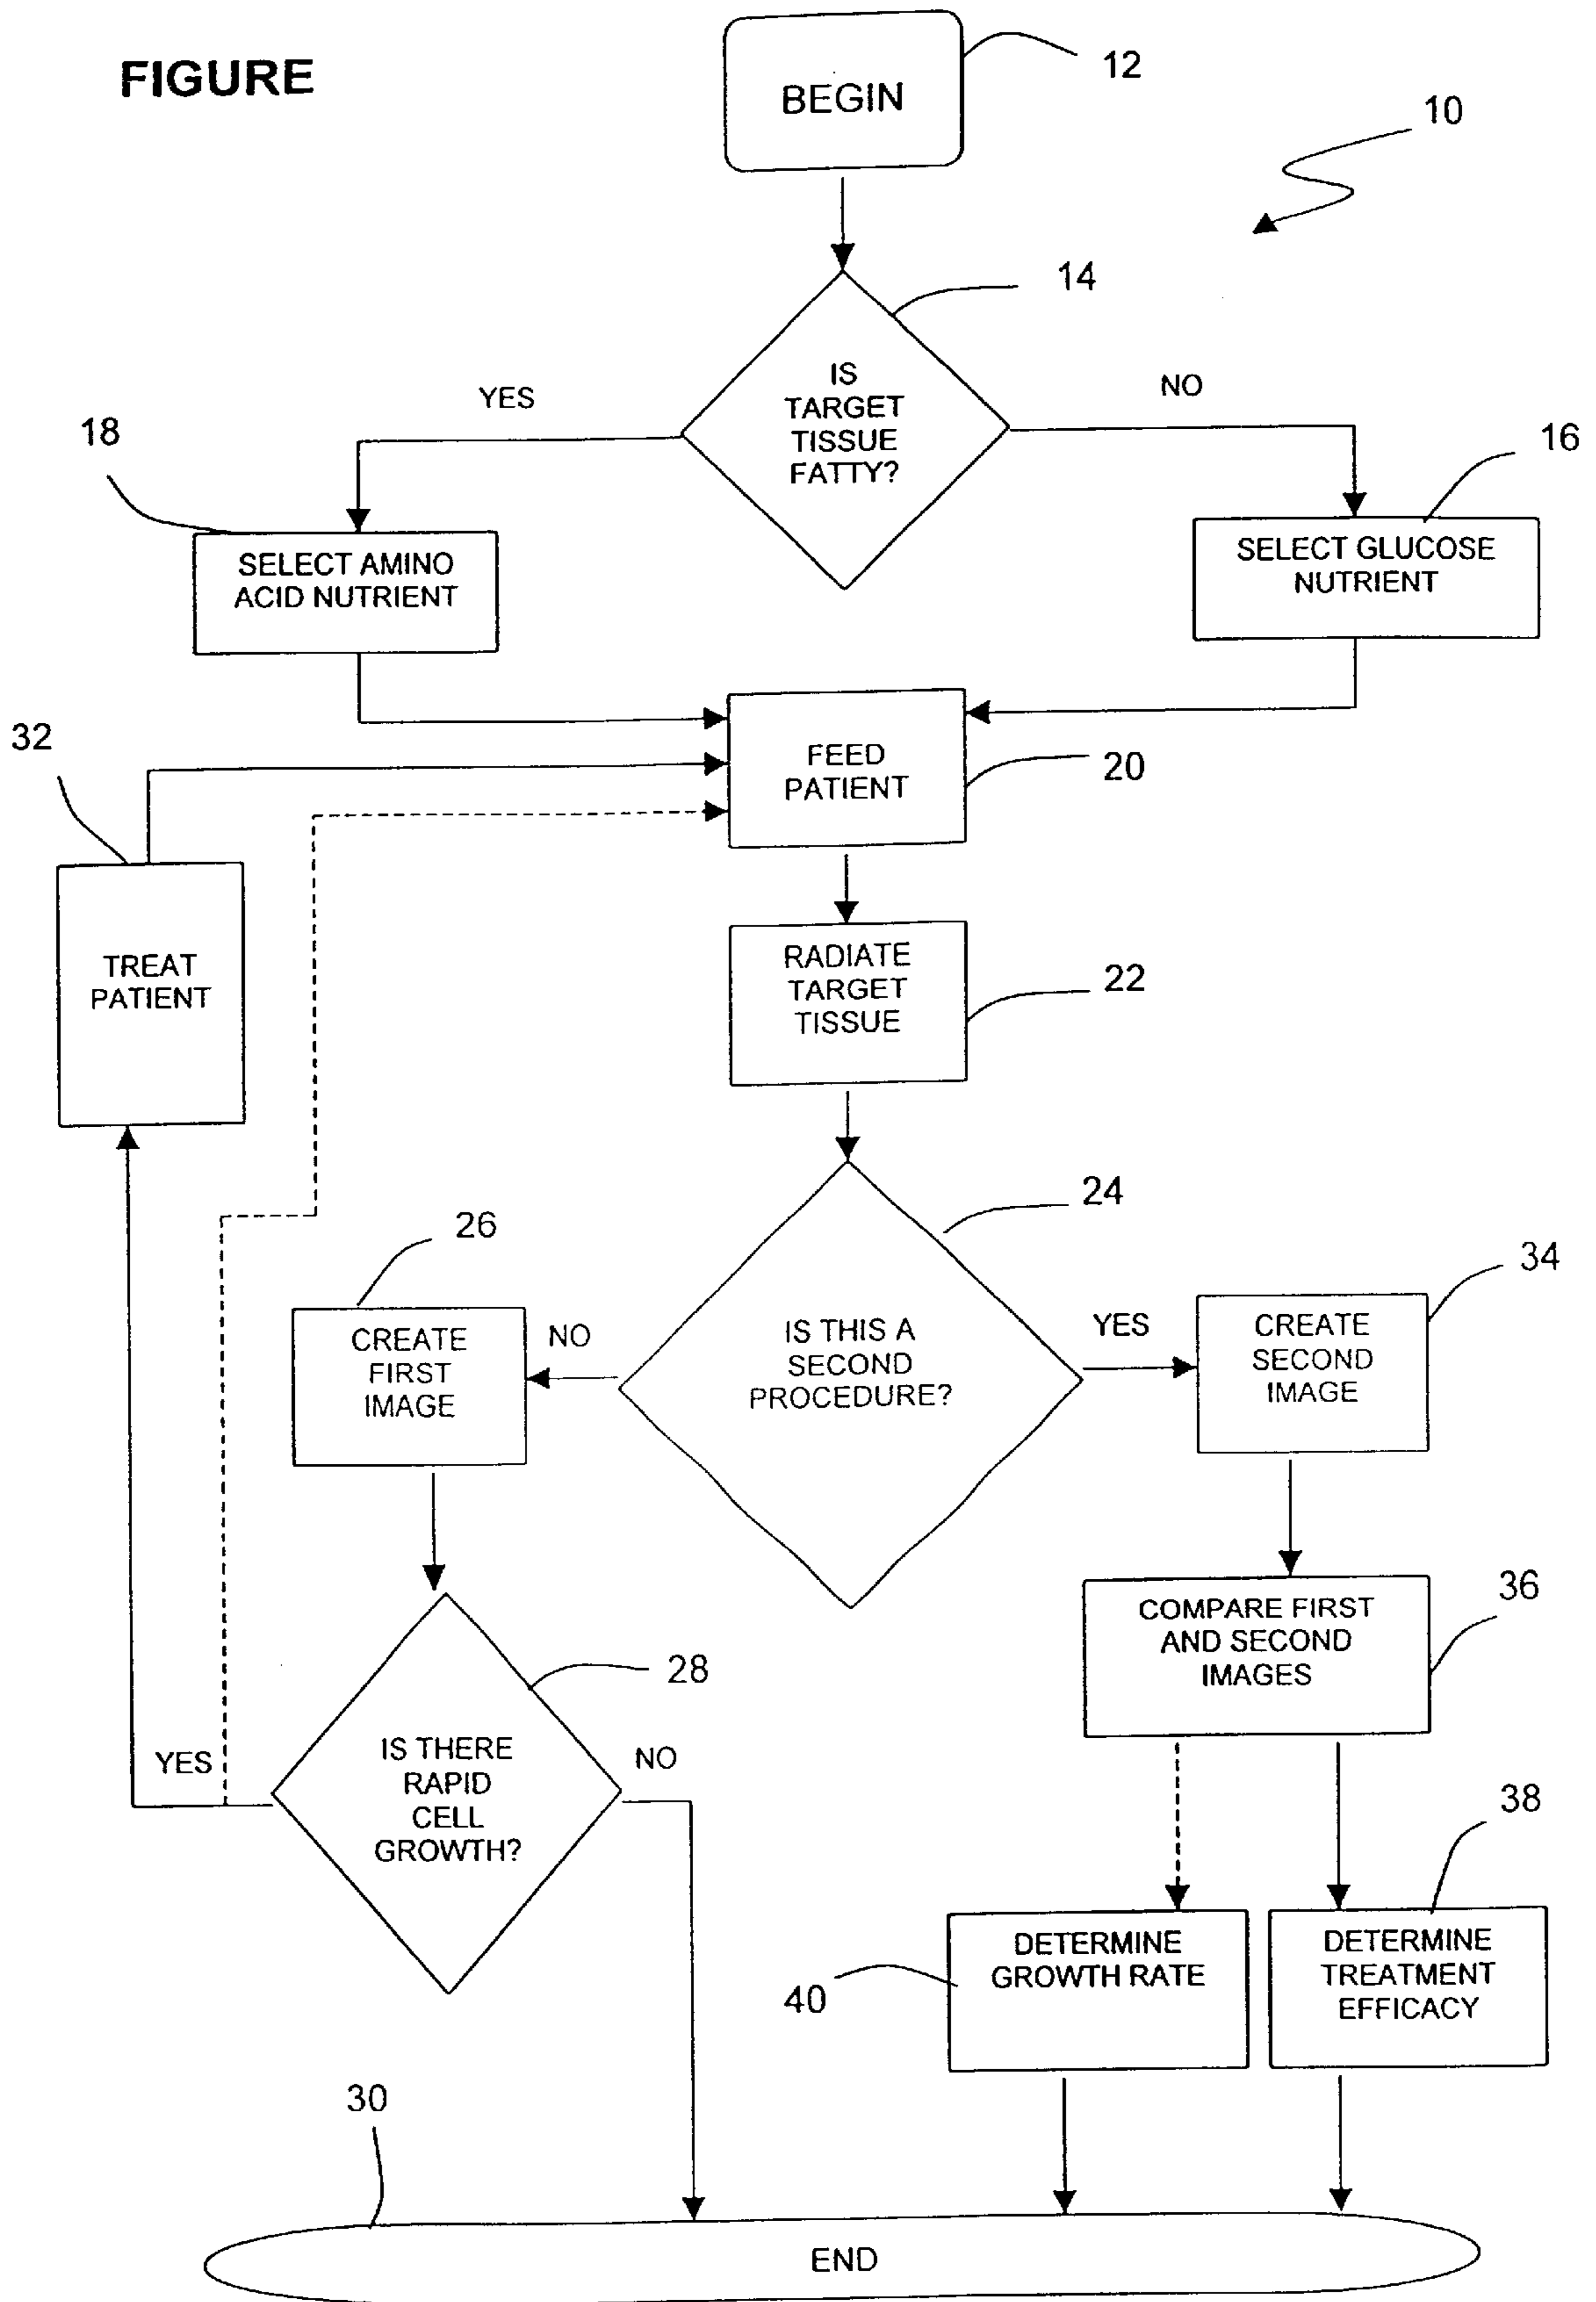 FIGURE
BEGIN
12
10
14
IS
TARGET
TISSUE
FATTY?
YES
NO
18
16
SELECT AMINO
ACID NUTRIENT
SELECT GLUCOSE
NUTRIENT
32
FEED
PATIENT
20
TREAT
PATIENT
RADIATE
TARGET
TISSUE
22
24
26
34
CREATE
FIRST
IMAGE
NO
IS THIS A
SECOND
PROCEDURE?
YES
CREATE
SECOND
IMAGE
36
COMPARE FIRST
AND SECOND
IMAGES
28
YES
IS THERE
RAPID
CELL
GROWTH?
NO
38
DETERMINE
GROWTH RATE
40
DETERMINE
TREATMENT
EFFICACY
30
END